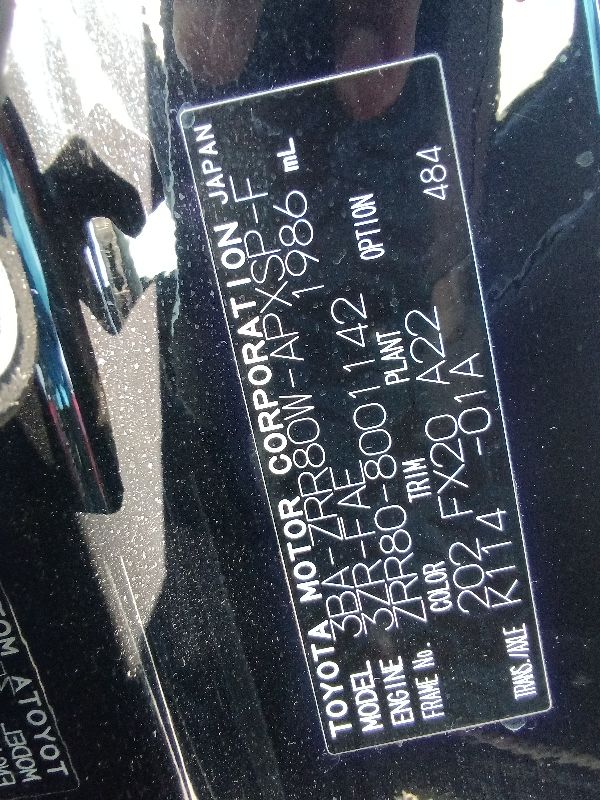 TOYOTA MOTOR CORPORATION JAPAN
MODEL 3BA-ZRR80W-APXSP-F
ENGINE 3ZR-FAE 1986 mL
FRAME No. ZRR80-8001142
COLOR TRIM PLANT OPTION
202 FX20 A22 484
TRANS./AXLE K114 -01A
MODEL